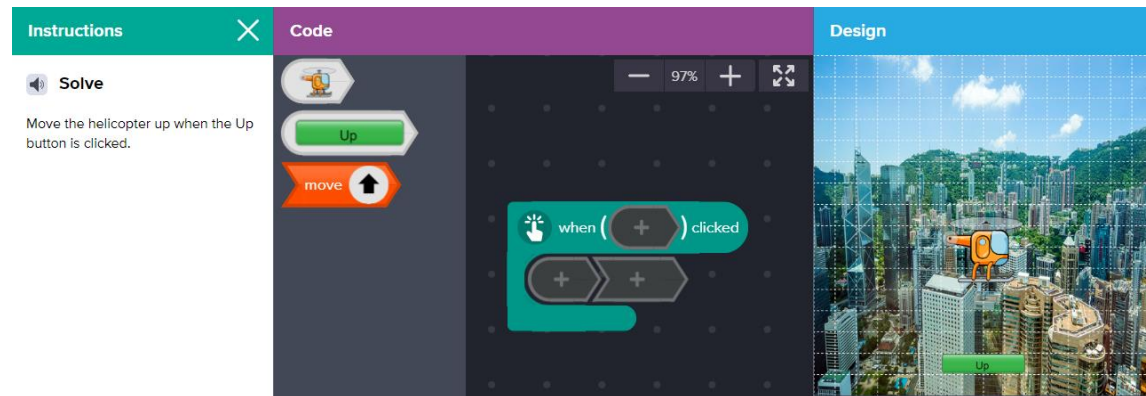 Instructions
Solve
Move the helicopter up when the Up
button is clicked.
Code
Up
move
97%
when ( ) clicked
Design
Up